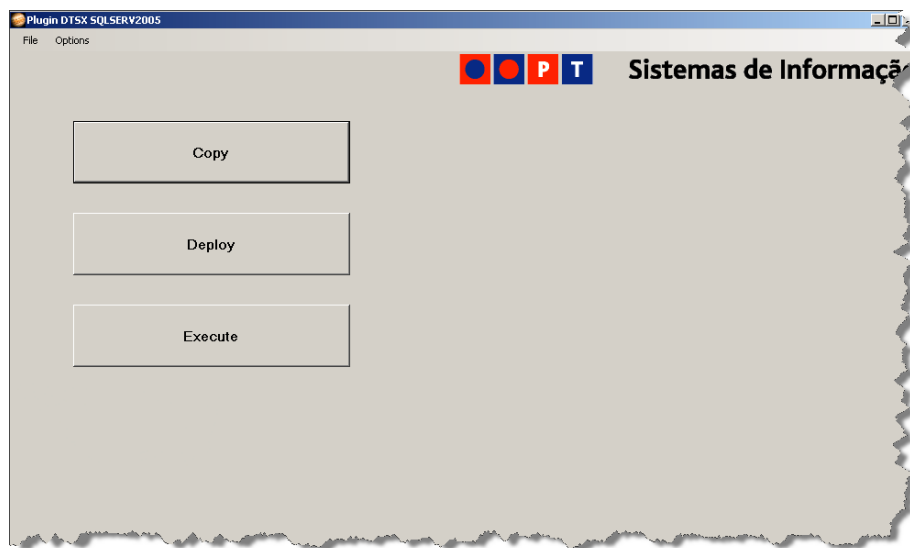 Plugin DTSX SQLSERV2005
File Options
P T Sistemas de Informaçã
Copy
Deploy
Execute